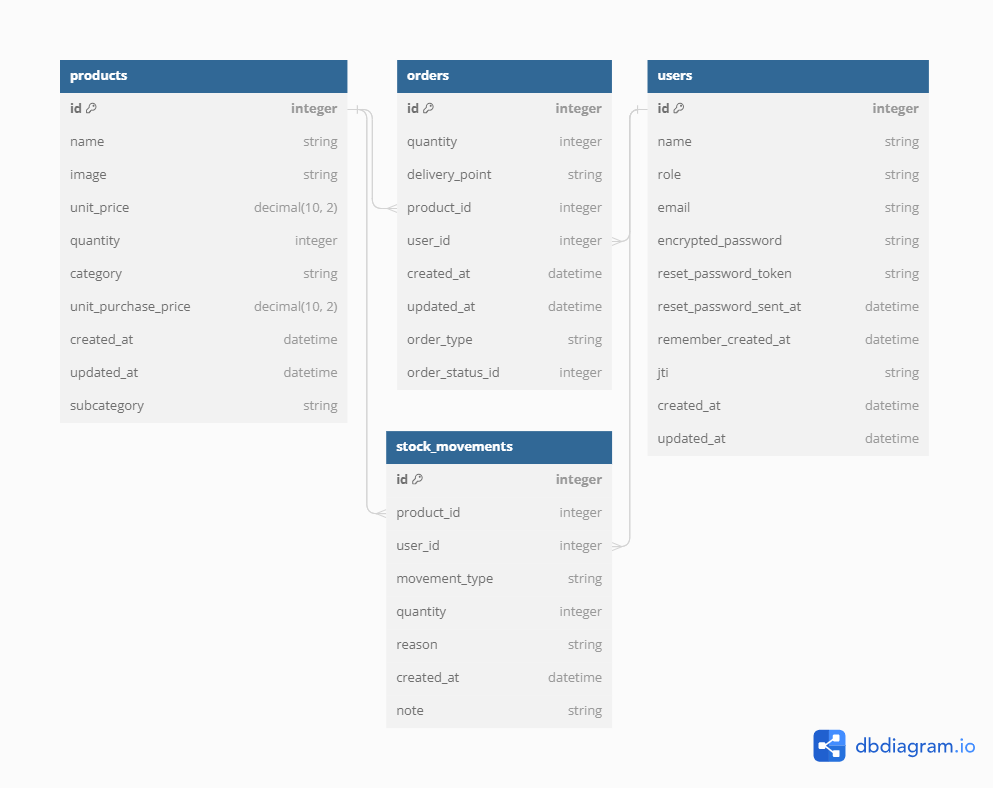 products
id integer
name string
image string
unit_price decimal(10, 2)
quantity integer
category string
unit_purchase_price decimal(10, 2)
created_at datetime
updated_at datetime
subcategory string
orders
id integer
quantity integer
delivery_point string
product_id integer
user_id integer
created_at datetime
updated_at datetime
order_type string
order_status_id integer
users
id integer
name string
role string
email string
encrypted_password string
reset_password_token string
reset_password_sent_at datetime
remember_created_at datetime
jti string
created_at datetime
updated_at datetime
stock_movements
id integer
product_id integer
user_id integer
movement_type string
quantity integer
reason string
created_at datetime
note string
dbdiagram.io